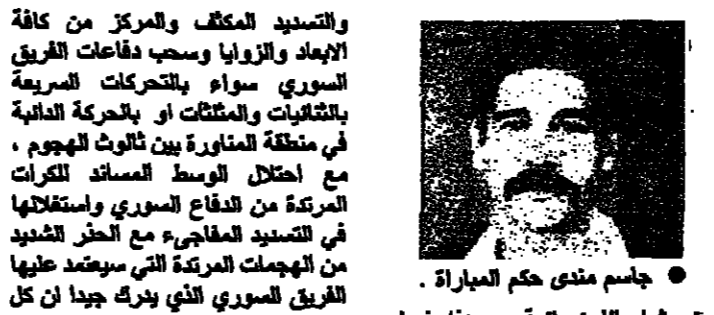 ● جاسم مندى حكم المباراة .
والتسديد المكثف والمركز من كافة
الابعاد والزوايا وسحب دفاعات الفريق
السوري سواء بالتحركات السريعة
بالثنائيات والمثلثات او بالحركة الدائبة
في منطقة المناورة بين ثالوث الهجوم ،
مع احتلال الوسط المساند للكرات
المرتدة من الدفاع السوري واستغلالها
في التسديد المفاجىء مع الحذر الشديد
من الهجمات المرتدة التي سيعتمد عليها
الفريق السوري الذي يدرك جيدا ان كل